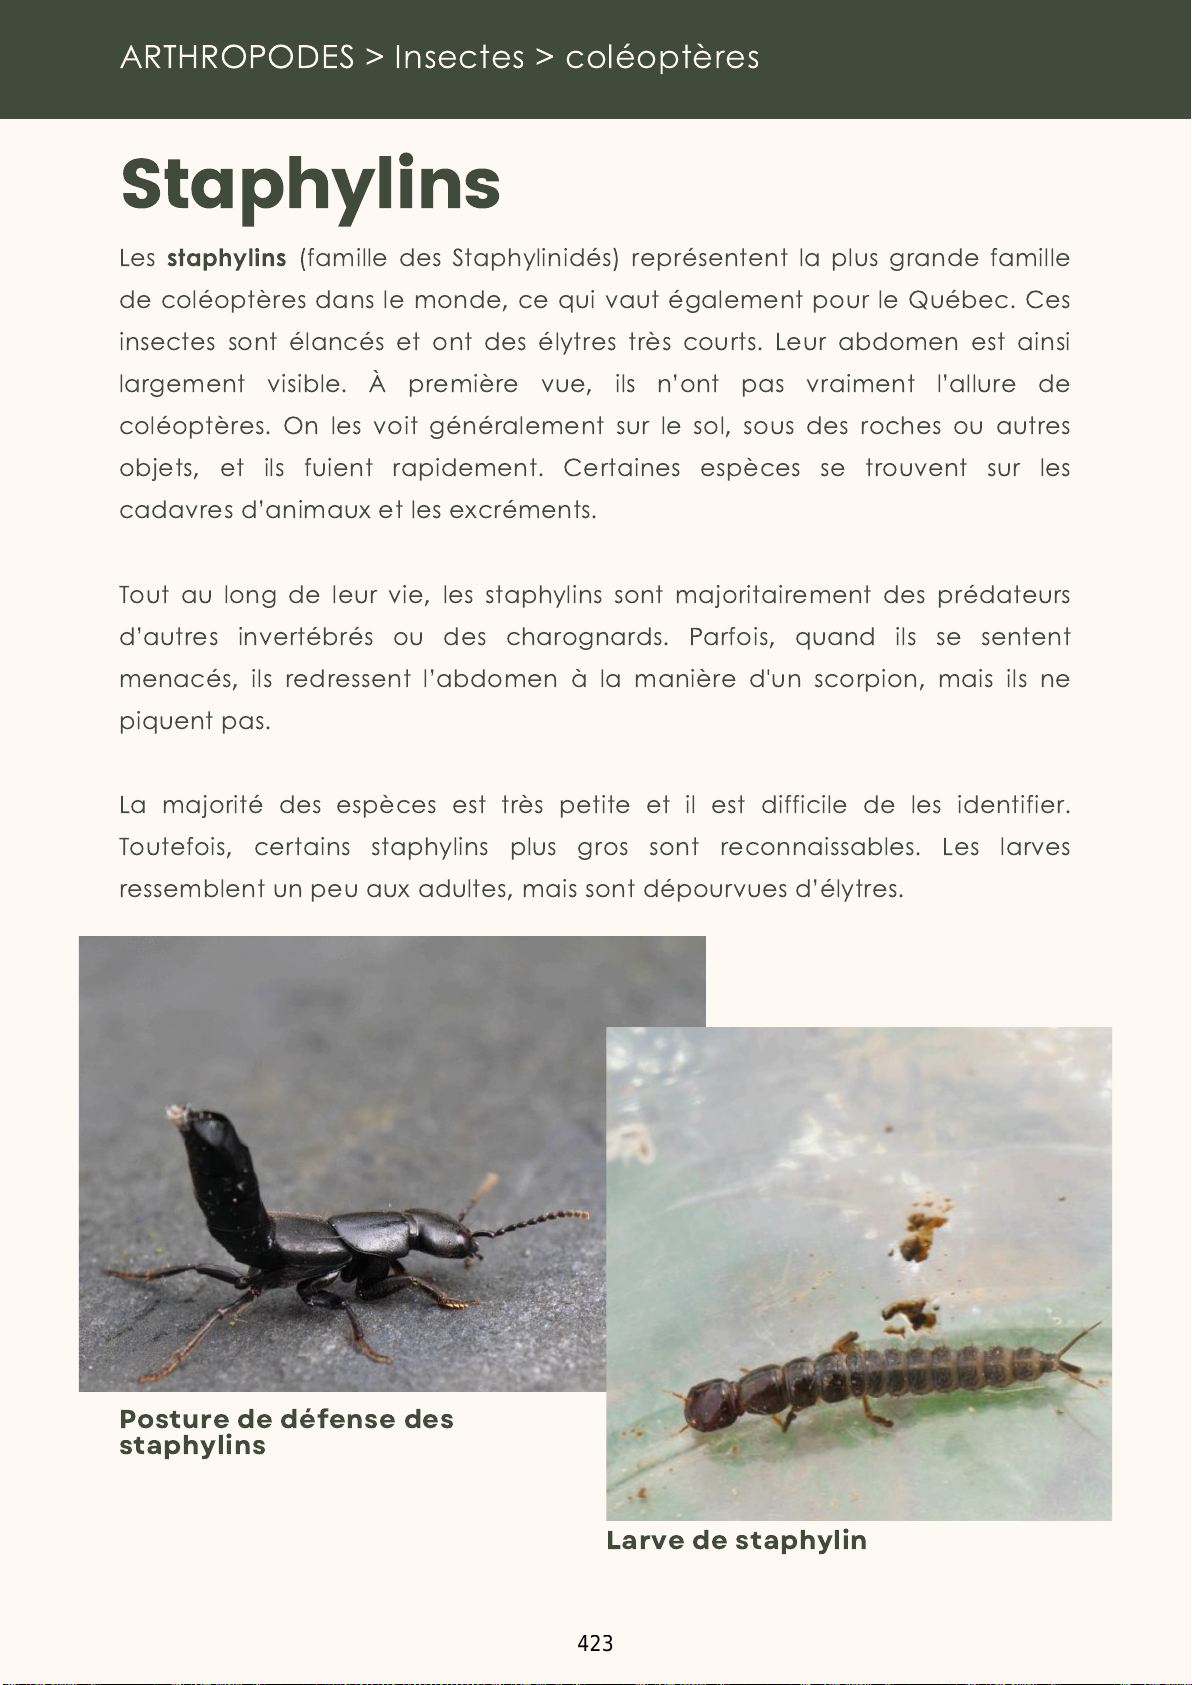 ARTHROPODES > Insectes > coléoptères
Staphylins
Les staphylins (famille des Staphylinidés) représentent la plus grande famille
de coléoptères dans le monde, ce qui vaut également pour le Québec. Ces
insectes sont élancés et ont des élytres très courts. Leur abdomen est ainsi
largement visible. À première vue, ils n’ont pas vraiment l’allure de
coléoptères. On les voit généralement sur le sol, sous des roches ou autres
objets, et ils fuient rapidement. Certaines espèces se trouvent sur les
cadavres d’animaux et les excréments.
Tout au long de leur vie, les staphylins sont majoritairement des prédateurs
d’autres invertébrés ou des charognards. Parfois, quand ils se sentent
menacés, ils redressent l’abdomen à la manière d'un scorpion, mais ils ne
piquent pas.
La majorité des espèces est très petite et il est difficile de les identifier.
Toutefois, certains staphylins plus gros sont reconnaissables. Les larves
ressemblent un peu aux adultes, mais sont dépourvues d’élytres.
Posture de défense des
staphylins
Larve de staphylin
423